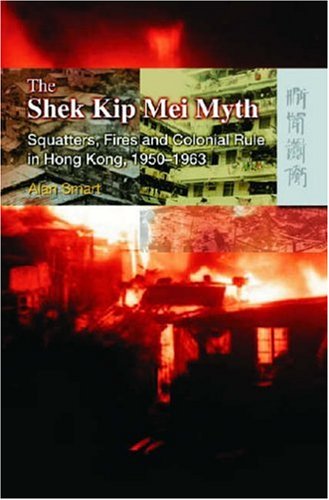 The
Shek Kip Mei Myth
Squatters, Fires and Colonial Rule
in Hong Kong, 1950–1963
Alan Smart